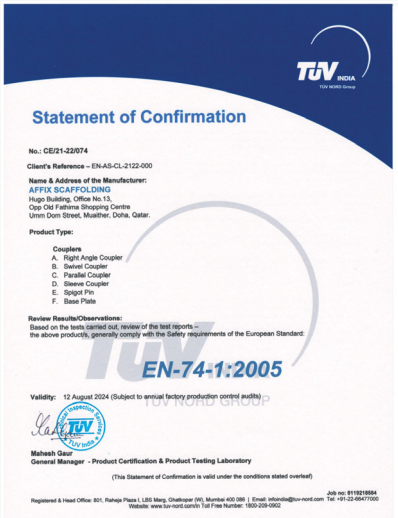 TÜV INDIA
TÜV NORD Group
Statement of Confirmation
No.: CE/21-22/074
Client's Reference – EN-AS-CL-2122-000
Name & Address of the Manufacturer:
AFFIX SCAFFOLDING
Hugo Building, Office No.13,
Opp Old Fathima Shopping Centre
Umm Dom Street, Muaither, Doha, Qatar.
Product Type:
Couplers
A. Right Angle Coupler
B. Swivel Coupler
C. Parallel Coupler
D. Sleeve Coupler
E. Spigot Pin
F. Base Plate
Review Results/Observations:
Based on the tests carried out, review of the test reports –
the above product/s, generally comply with the Safety requirements of the European Standard:
EN-74-1:2005
Validity: 12 August 2024 (Subject to annual factory production control audits)
TÜV NORD GROUP
TÜV
TUV India
Mahesh Gaur
General Manager - Product Certification & Product Testing Laboratory
(This Statement of Confirmation is valid under the conditions stated overleaf)
Job no: 8119218584
Registered & Head Office: 801, Raheja Plaza I, LBS Marg, Ghatkopar (W), Mumbai 400 086 | Email: infoindia@tuv-nord.com Tel: +91-22-66477000
Website: www.tuv-nord.com/in Toll Free Number: 1800-209-0902